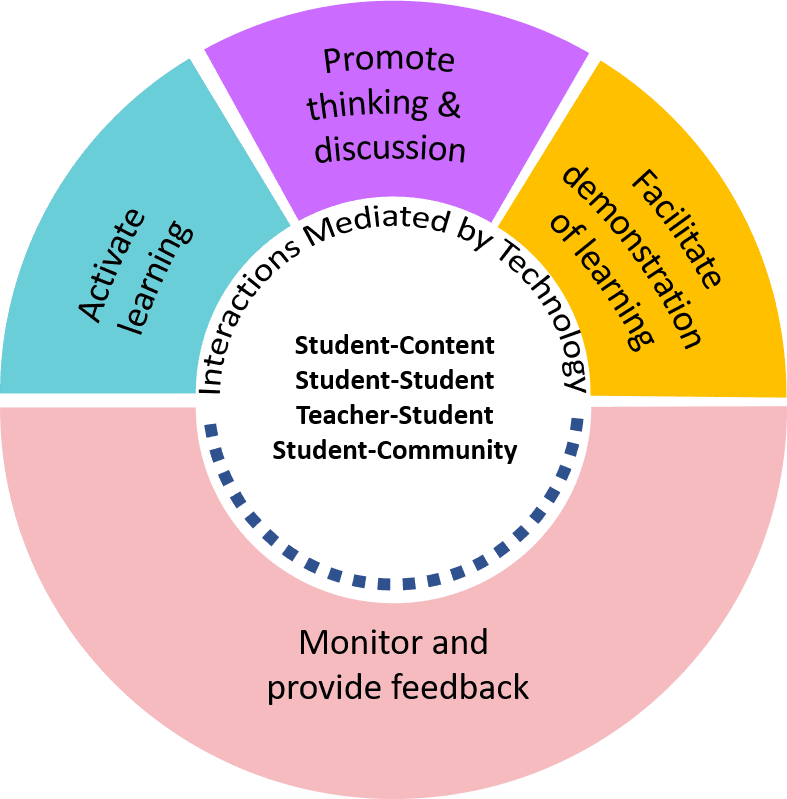 Promote
thinking &
discussion
Activate
learning
Facilitate
demonstration
of learning
Interactions Mediated by Technology
Student-Content
Student-Student
Teacher-Student
Student-Community
Monitor and
provide feedback